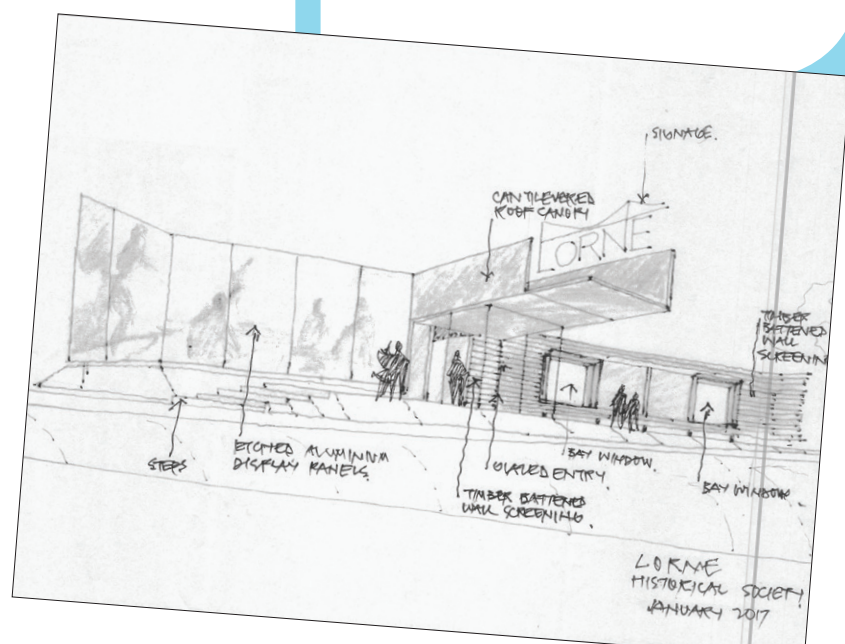 SIGNAGE.
CANTILEVERED
ROOF CANOPY
LORNE
TIMBER
BATTENED
WALL
SCREENIN
STEPS
ETCHED ALUMINIUM
DISPLAY PANELS.
GLAZED ENTRY.
TIMBER BATTENED
WALL SCREENING.
BAY WINDOW.
BAY WINDOW.
LORNE
HISTORICAL SOCIETY
JANUARY 2017